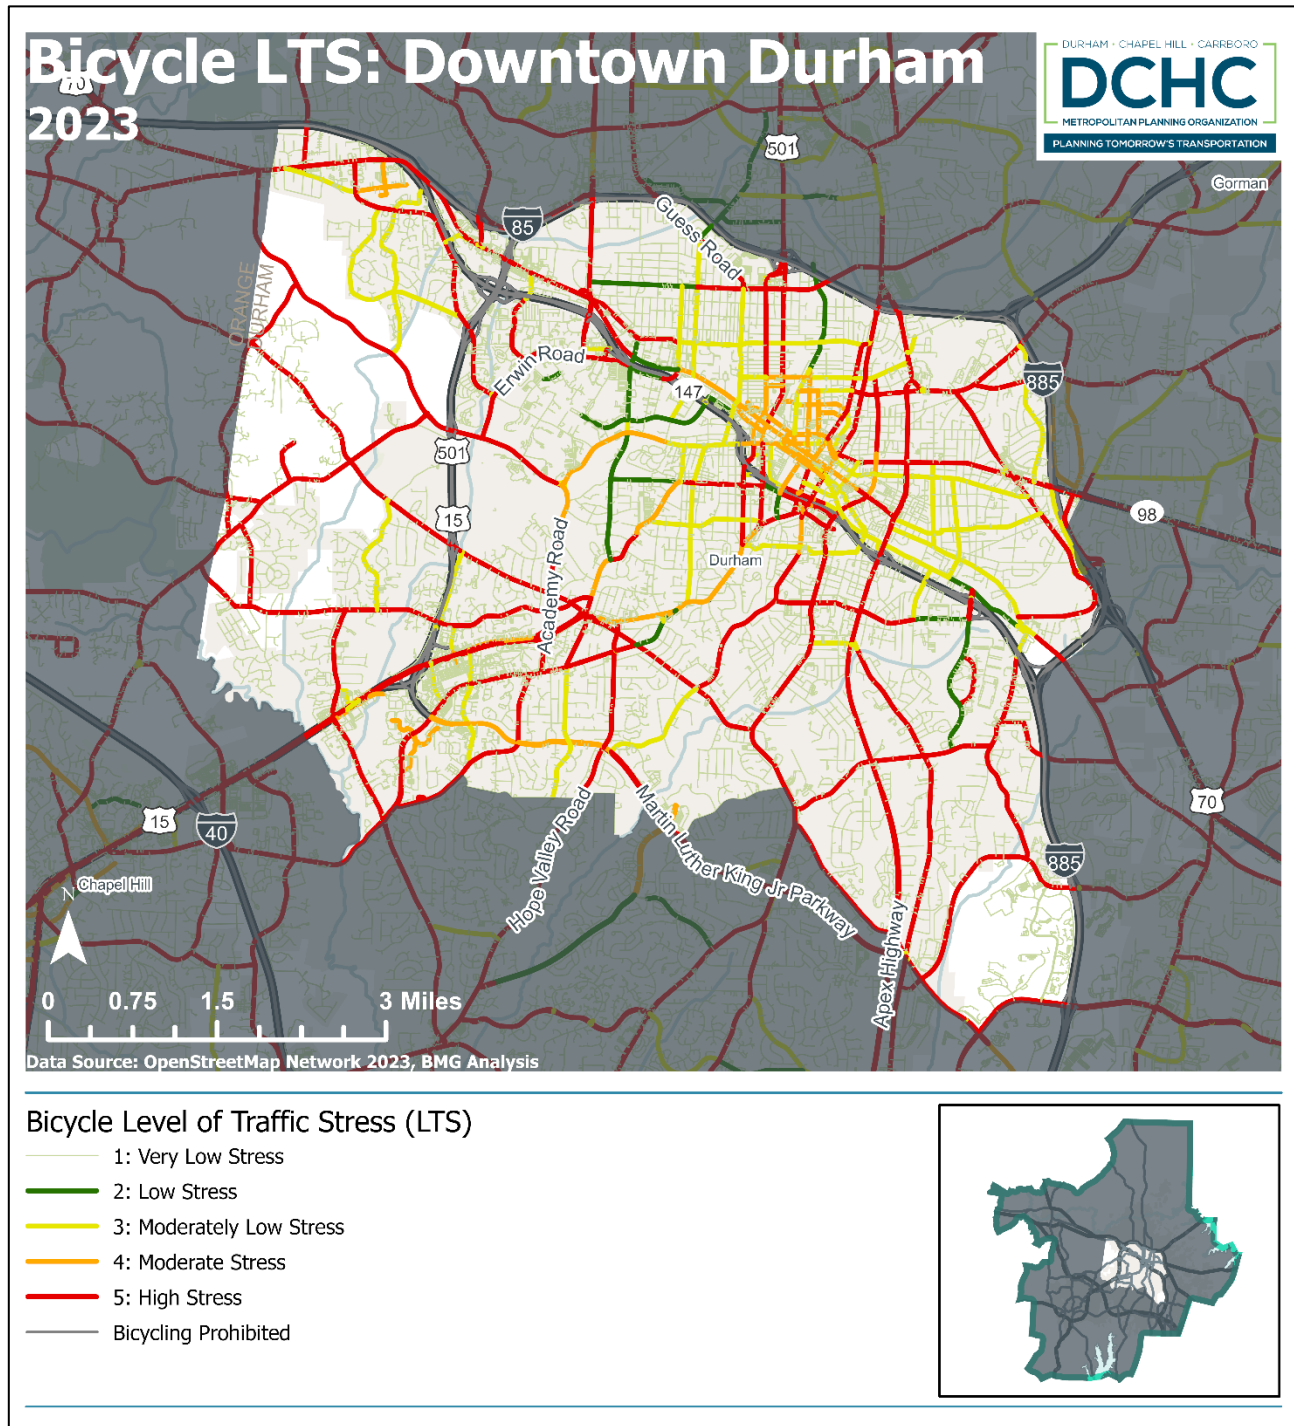 Bicycle LTS: Downtown Durham
2023
DURHAM · CHAPEL HILL · CARRBORO
DCHC
METROPOLITAN PLANNING ORGANIZATION
PLANNING TOMORROW'S TRANSPORTATION
70
501
Gorman
85
Guess Road
ORANGE
DURHAM
Erwin Road
147
885
501
15
98
Academy Road
Durham
15
40
70
Chapel Hill
N
Hope Valley Road
Martin Luther King Jr Parkway
885
Apex Highway
0 0.75 1.5 3 Miles
Data Source: OpenStreetMap Network 2023, BMG Analysis
Bicycle Level of Traffic Stress (LTS)
1: Very Low Stress
2: Low Stress
3: Moderately Low Stress
4: Moderate Stress
5: High Stress
Bicycling Prohibited